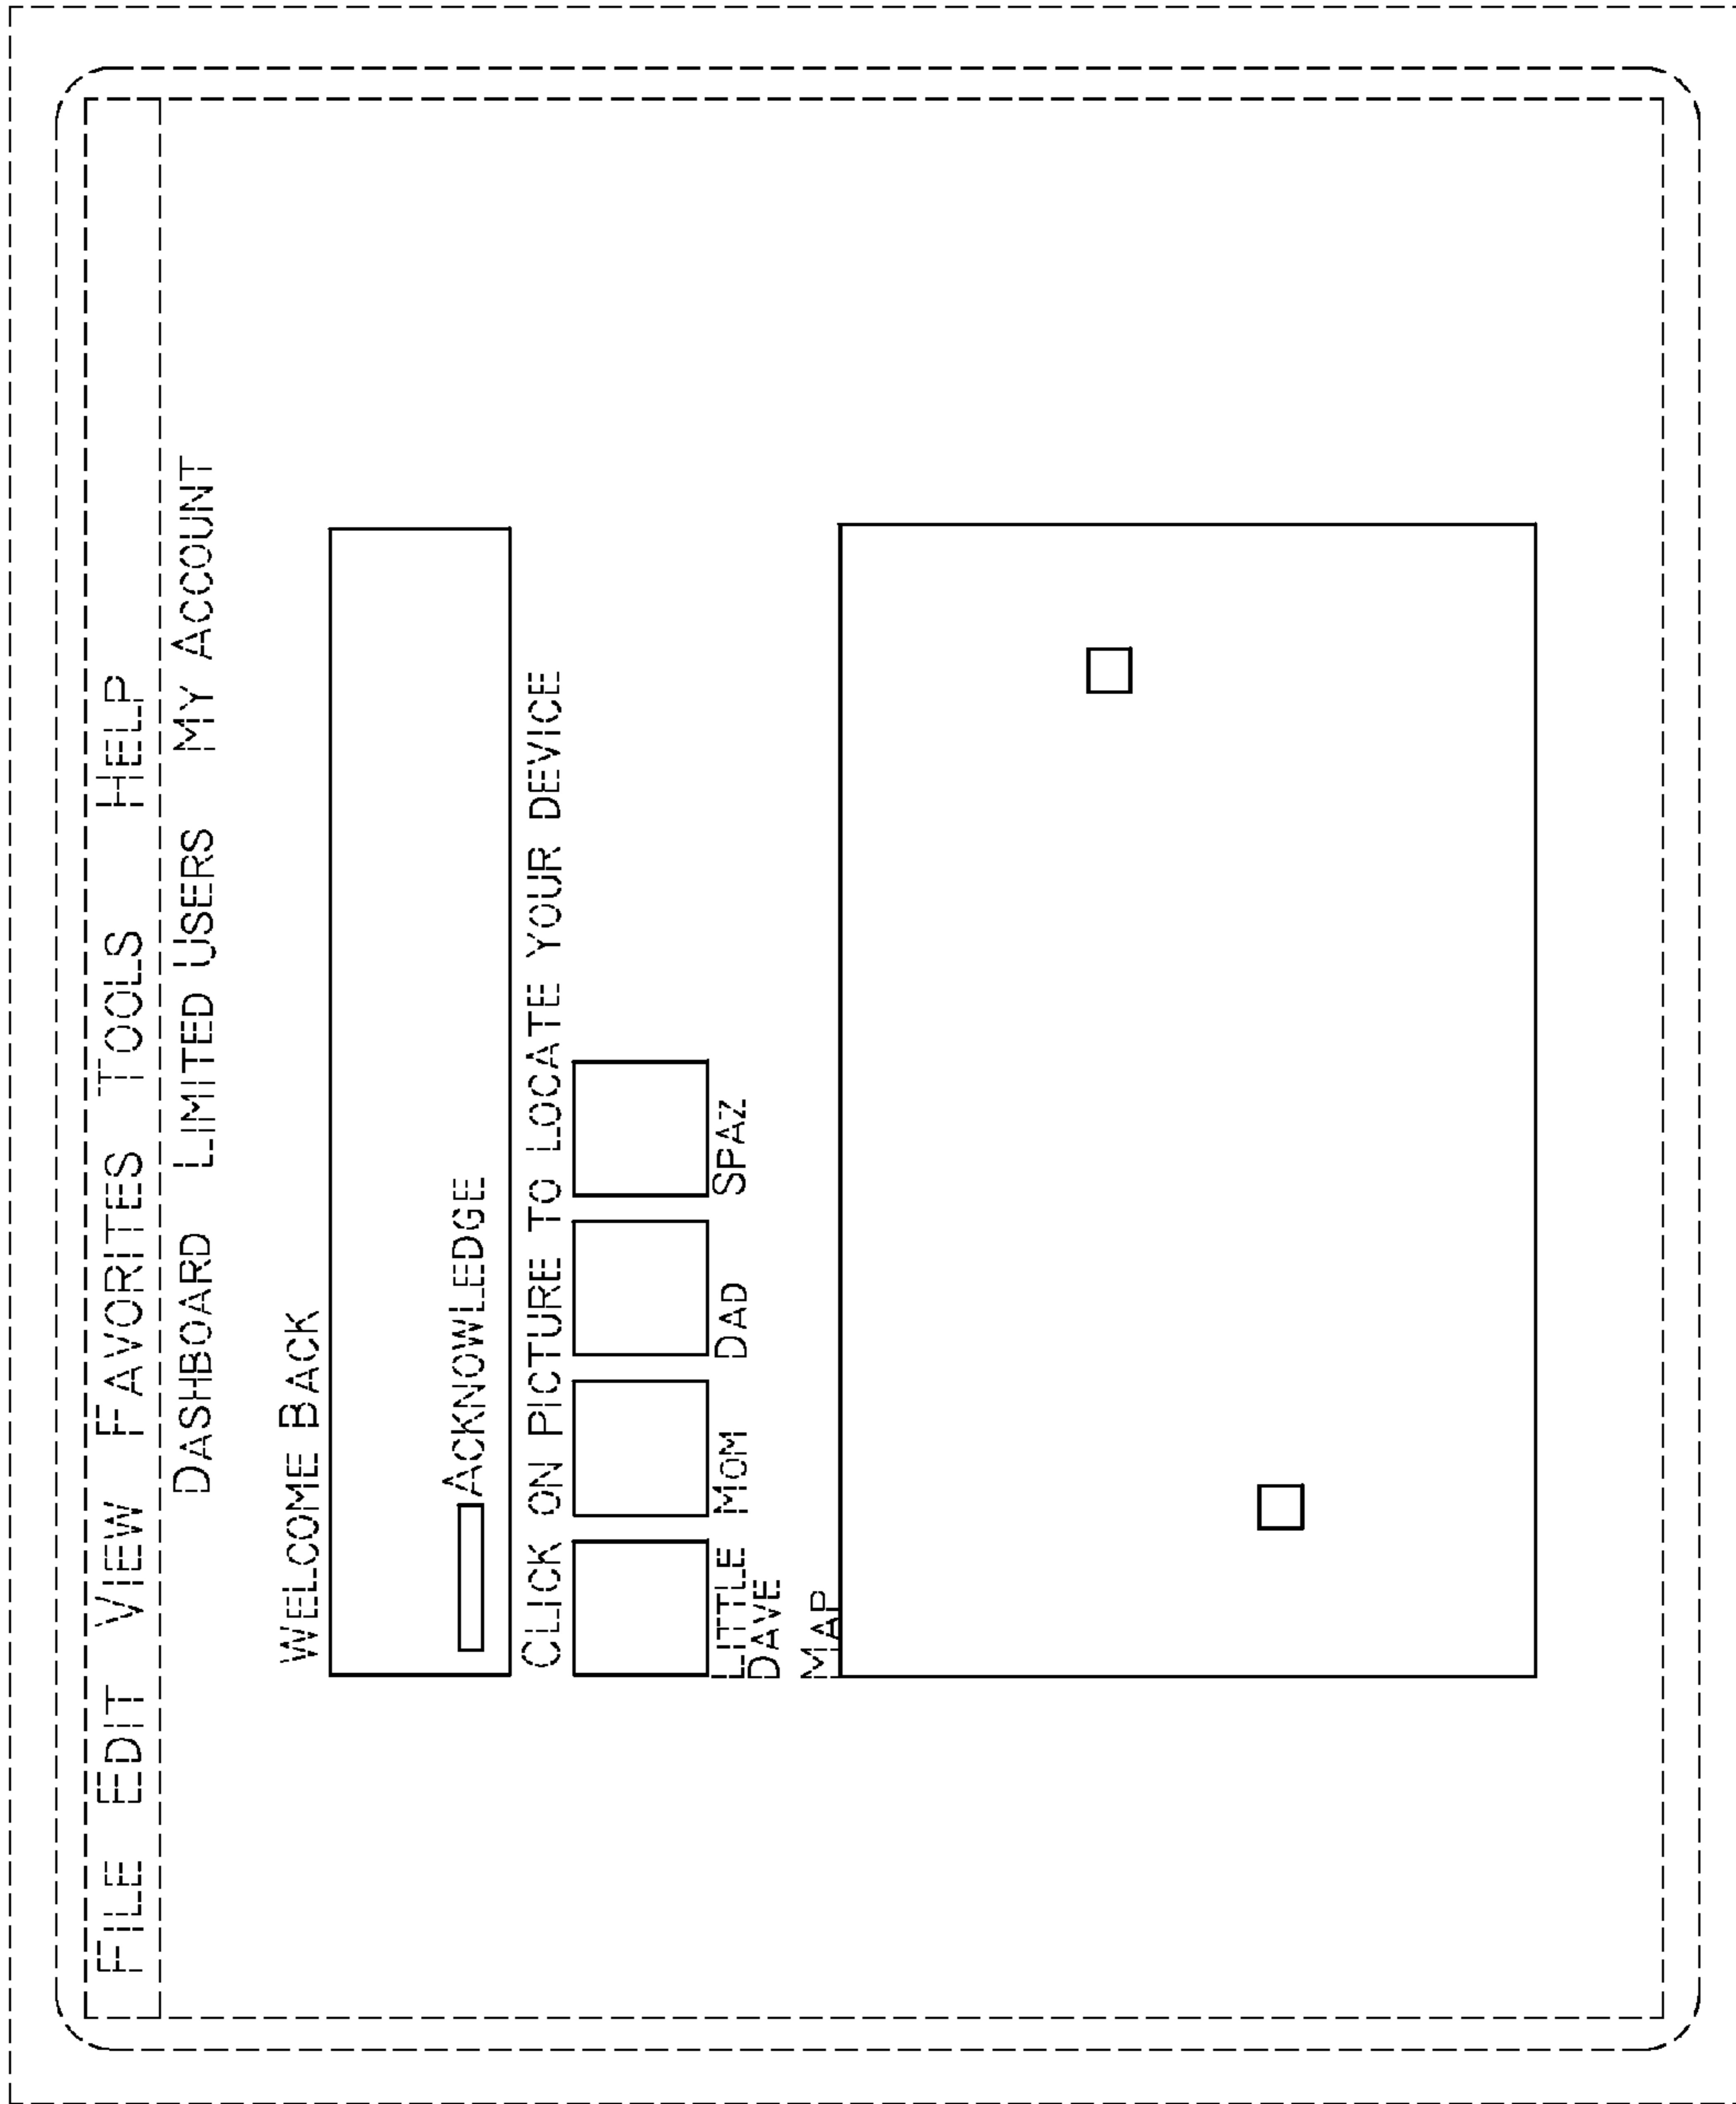 FILE EDIT VIEW FAVORITES TOOLS HELP
DASHBOARD LIMITED USERS MY ACCOUNT
WELCOME BACK
ACKNOWLEDGE
CLICK ON PICTURE TO LOCATE YOUR DEVICE
LITTLE DAVE MOM DAD SPAZ
MAP